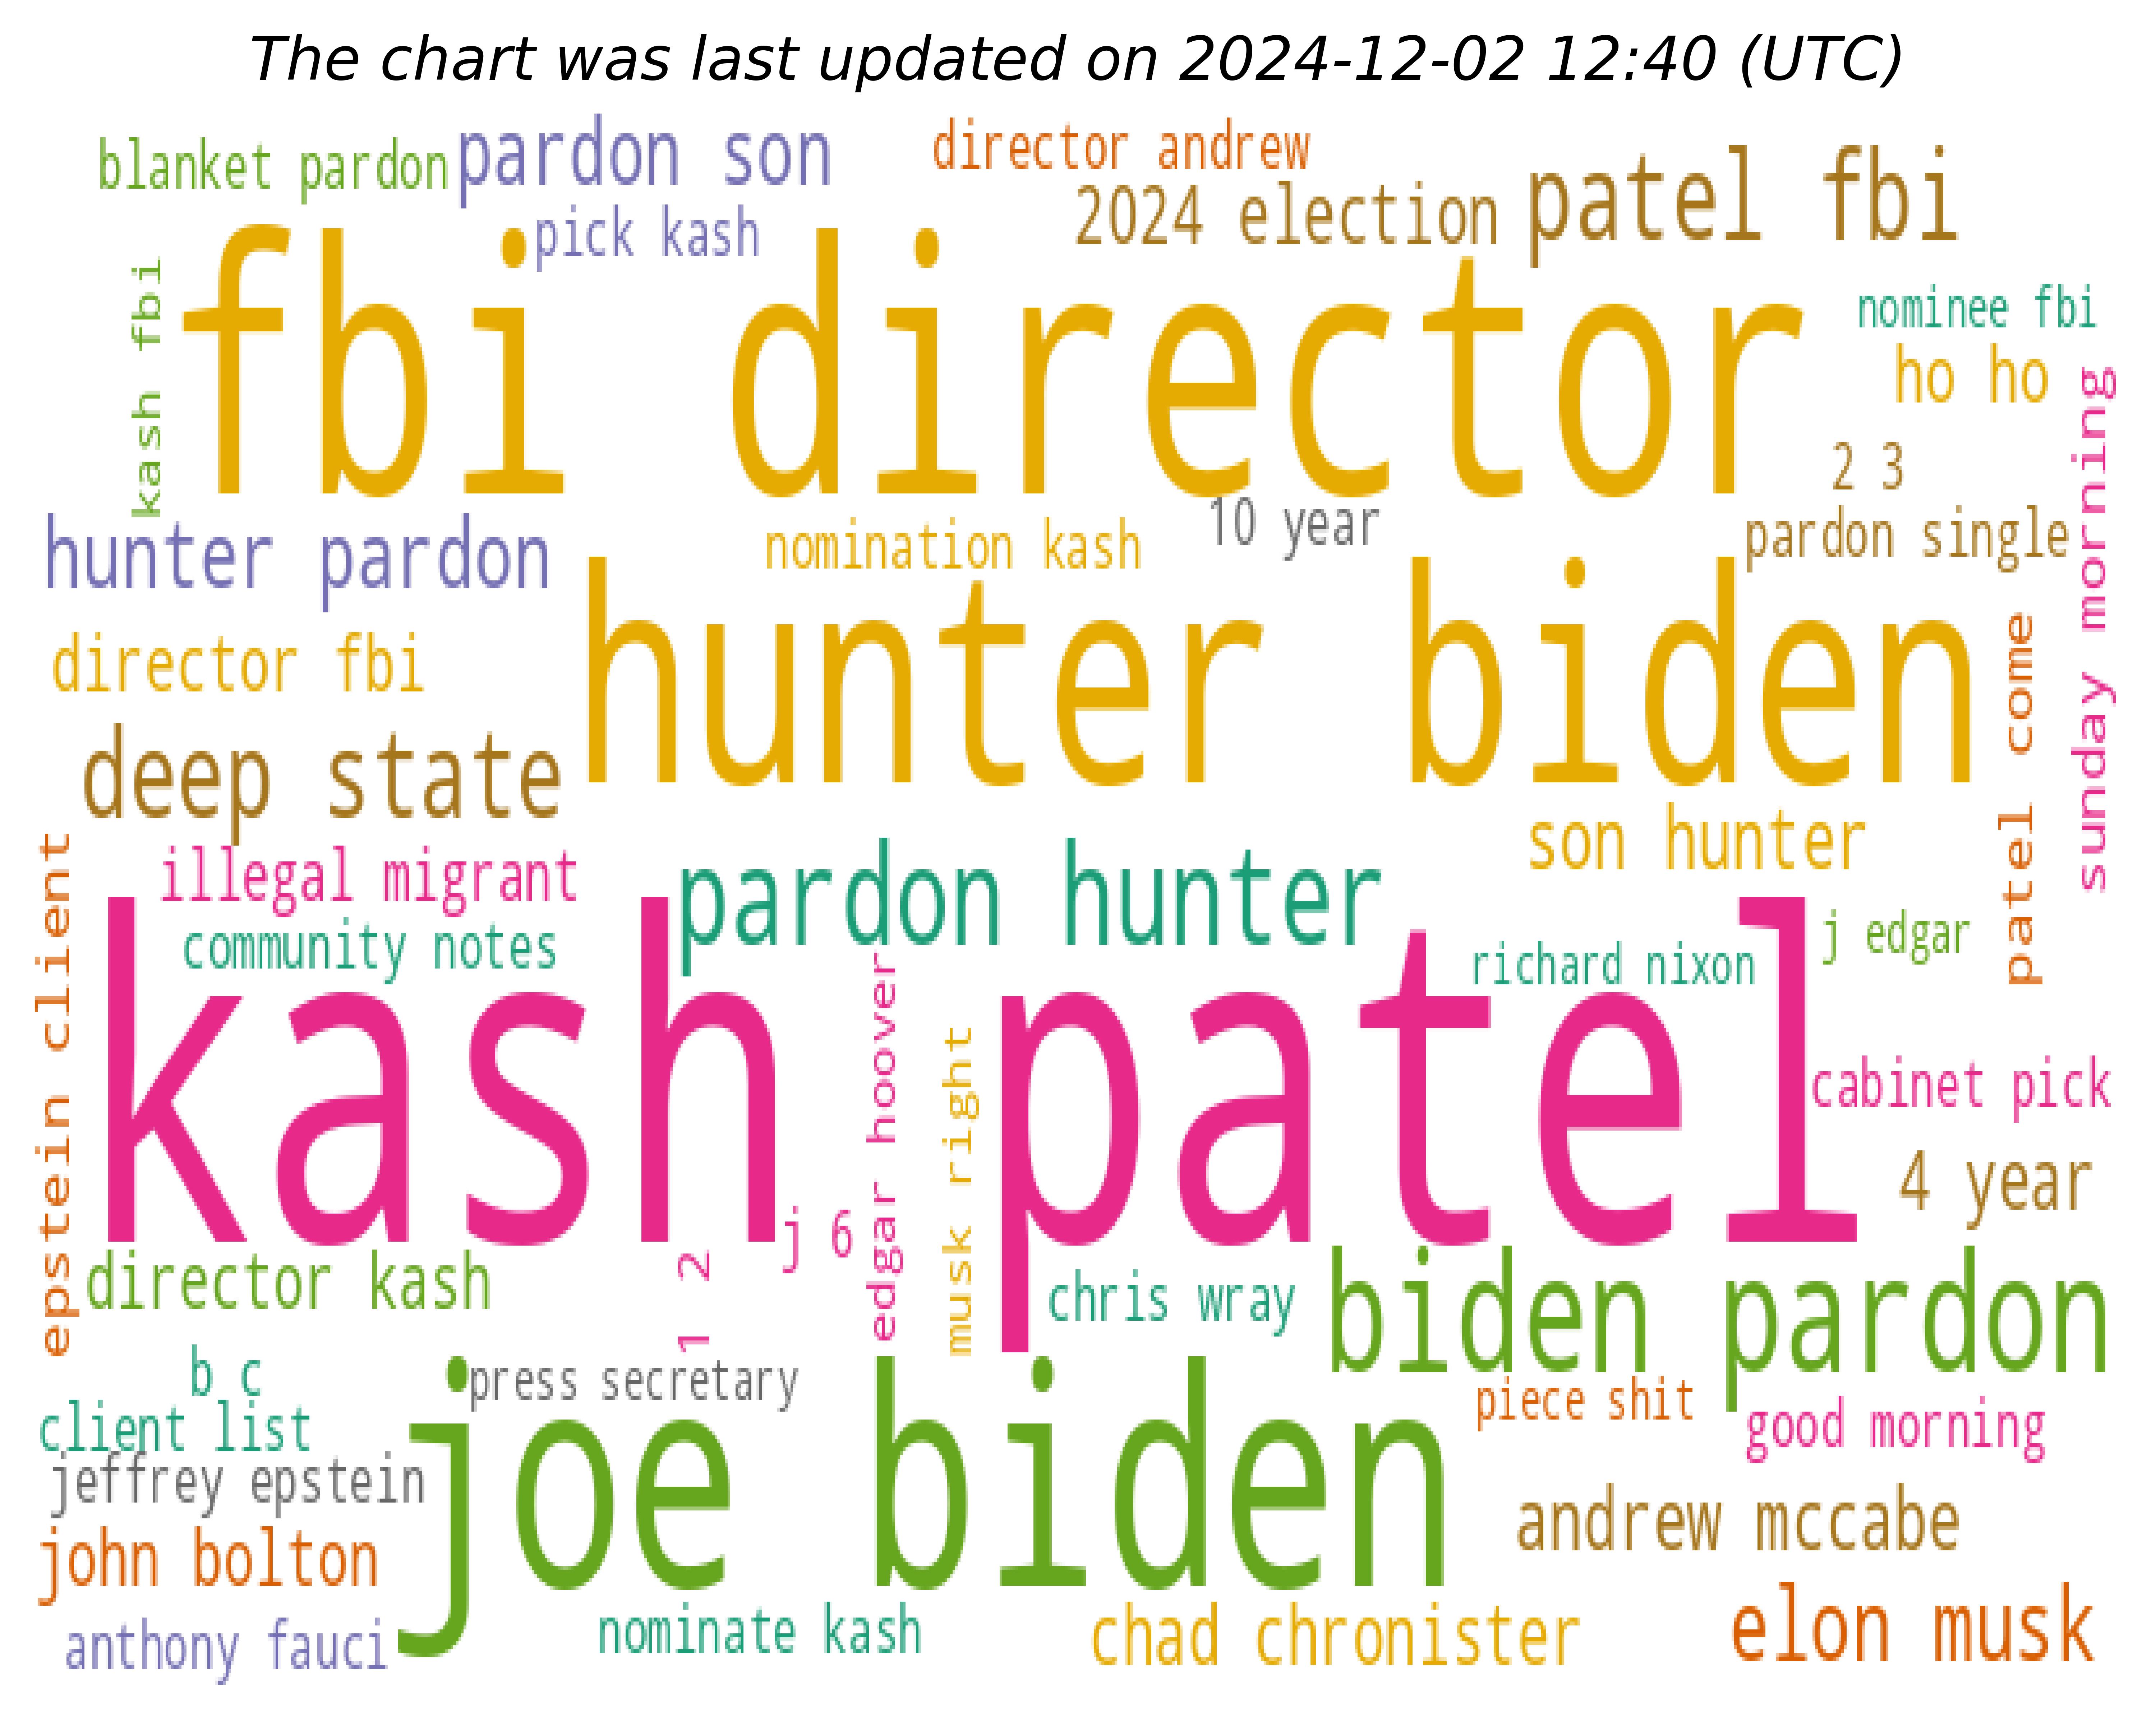 The chart was last updated on 2024-12-02 12:40 (UTC)
blanket pardon
pardon son
director andrew
2024 election
patel fbi
pick kash
kash fbi
fbi director
nominee fbi
ho ho
2 3
sunday morning
hunter pardon
nomination kash
10 year
pardon single
director fbi
hunter biden
patel come
deep state
son hunter
illegal migrant
pardon hunter
community notes
richard nixon
j edgar
epstein client
kash patel
edgar hoover
musk right
cabinet pick
4 year
j 6
1 2
director kash
chris wray
biden pardon
b c
press secretary
joe biden
piece shit
good morning
client list
jeffrey epstein
john bolton
andrew mccabe
anthony fauci
nominate kash
chad chronister
elon musk